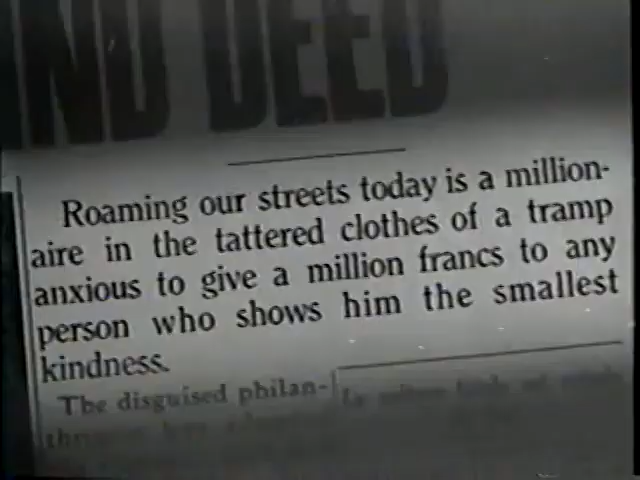 ND DEED
Roaming our streets today is a million-
aire in the tattered clothes of a tramp
anxious to give a million francs to any
person who shows him the smallest
kindness.
The disguised philan-